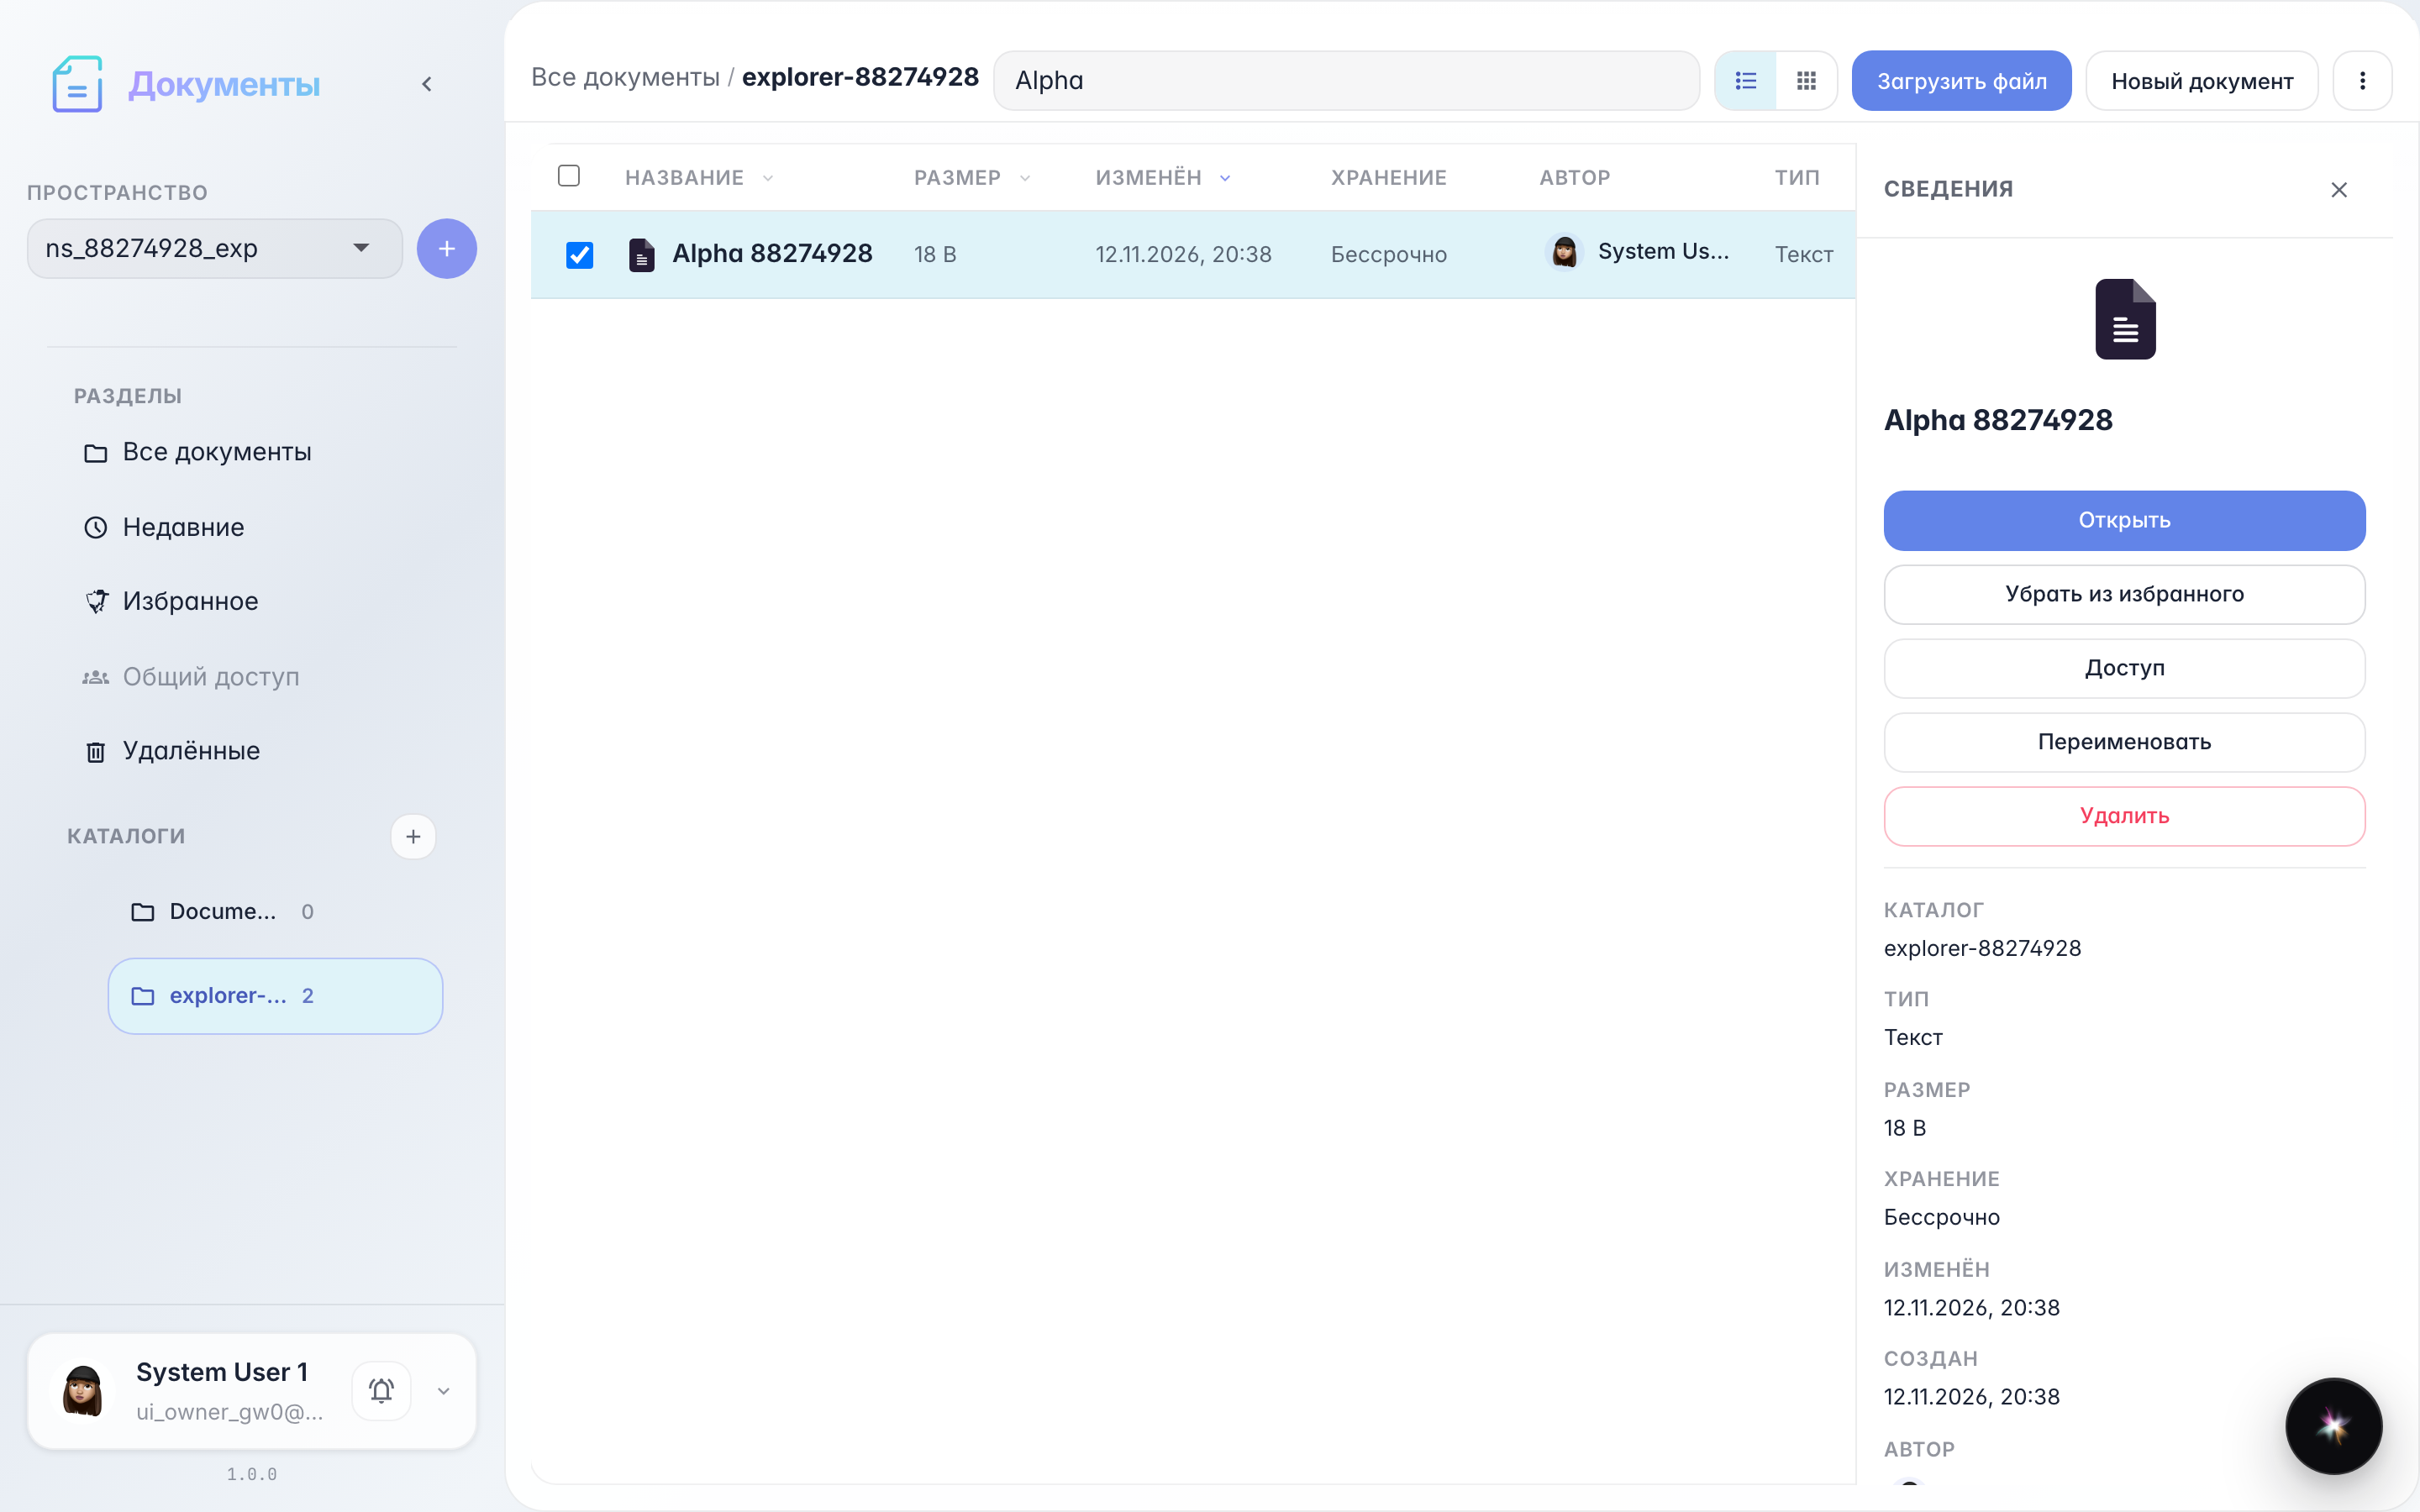 Документы
ПРОСТРАНСТВО
ns_88274928_exp
РАЗДЕЛЫ
Все документы
Недавние
Избранное
Общий доступ
Удалённые
КАТАЛОГИ
Docume... 0
explorer-... 2
System User 1
ui_owner_gw0@...
1.0.0
Все документы / explorer-88274928
Alpha
Загрузить файл
Новый документ
НАЗВАНИЕ РАЗМЕР ИЗМЕНЁН ХРАНЕНИЕ АВТОР ТИП
Alpha 88274928 18 B 12.11.2026, 20:38 Бессрочно System Us... Текст
СВЕДЕНИЯ
Alpha 88274928
Открыть
Убрать из избранного
Доступ
Переименовать
Удалить
КАТАЛОГ
explorer-88274928
ТИП
Текст
РАЗМЕР
18 B
ХРАНЕНИЕ
Бессрочно
ИЗМЕНЁН
12.11.2026, 20:38
СОЗДАН
12.11.2026, 20:38
АВТОР